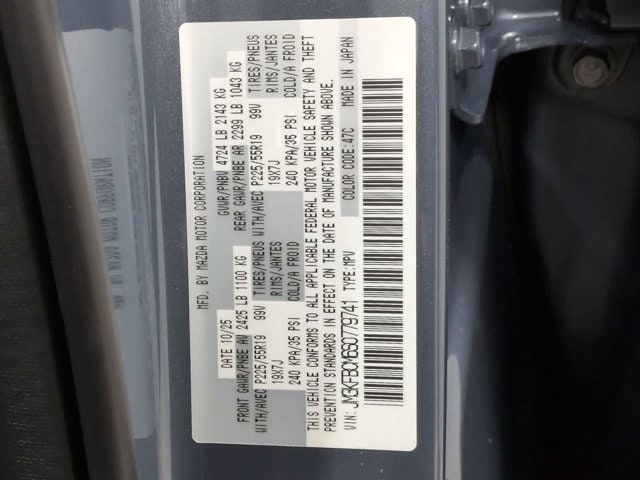 MFD. BY MAZDA MOTOR CORPORATION
DATE 10/25 GVWR/PNBV 4724 LB 2143 KG
FRONT GAWR/PNBE AV 2425 LB 1100 KG REAR GAWR/PNBE AR 2299 LB 1043 KG
WITH/AVEC P225/55R19 99V TIRES/PNEUS WITH/AVEC P225/55R19 99V TIRES/PNEUS
19X7J RIMS/JANTES 19X7J RIMS/JANTES
240 KPA/35 PSI COLD/A FROID 240 KPA/35 PSI COLD/A FROID
THIS VEHICLE CONFORMS TO ALL APPLICABLE FEDERAL MOTOR VEHICLE SAFETY AND THEFT
PREVENTION STANDARDS IN EFFECT ON THE DATE OF MANUFACTURE SHOWN ABOVE.
VIN: JM3KFBCM6S0779741 TYPE:MPV COLOR CODE:47C MADE IN JAPAN